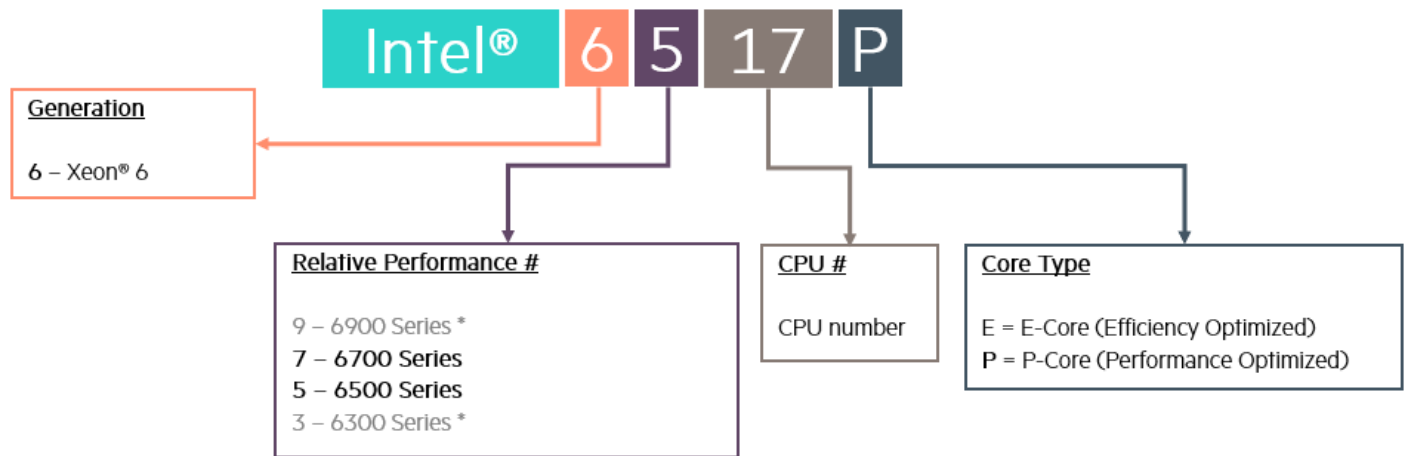 Intel® 6 5 17 P
Generation
6 – Xeon® 6
Relative Performance #
9 – 6900 Series *
7 – 6700 Series
5 – 6500 Series
3 – 6300 Series *
CPU #
CPU number
Core Type
E = E-Core (Efficiency Optimized)
P = P-Core (Performance Optimized)